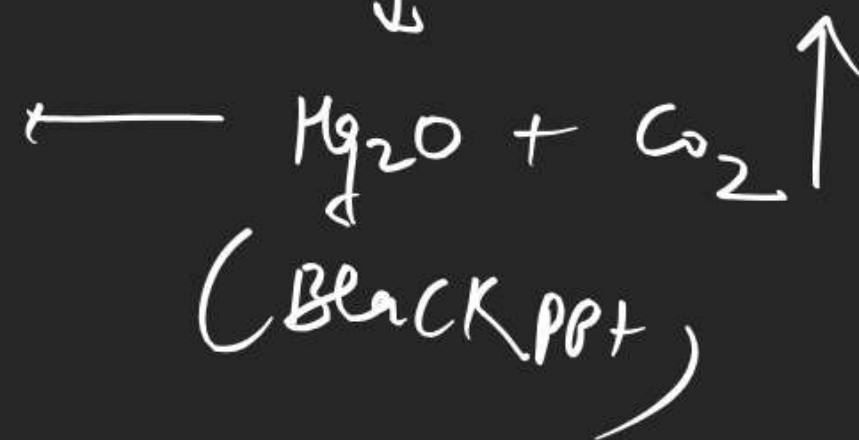 ← Hg₂O + Co₂ ↑
(Black ppt)